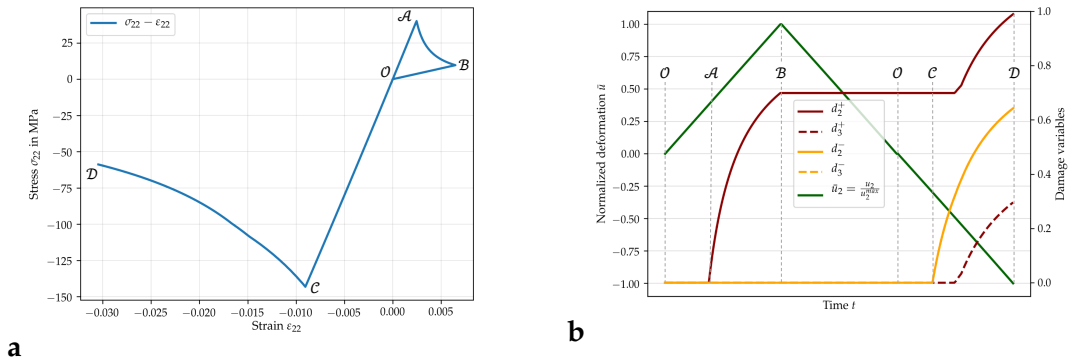 σ₂₂ − ε₂₂
𝒜
ℬ
𝒪
𝒞
𝒟
25
0
−25
−50
−75
−100
−125
−150
Stress σ₂₂ in MPa
−0.030
−0.025
−0.020
−0.015
−0.010
−0.005
0.000
0.005
Strain ε₂₂
a
1.00
0.75
0.50
0.25
0.00
−0.25
−0.50
−0.75
−1.00
Normalized deformation ū
𝒪
𝒜
ℬ
𝒪
𝒞
𝒟
d₂⁺
d₃⁺
d₂⁻
d₃⁻
ū₂ = u₂/u₂ᵐᵃˣ
1.0
0.8
0.6
0.4
0.2
0.0
Damage variables
Time t
b